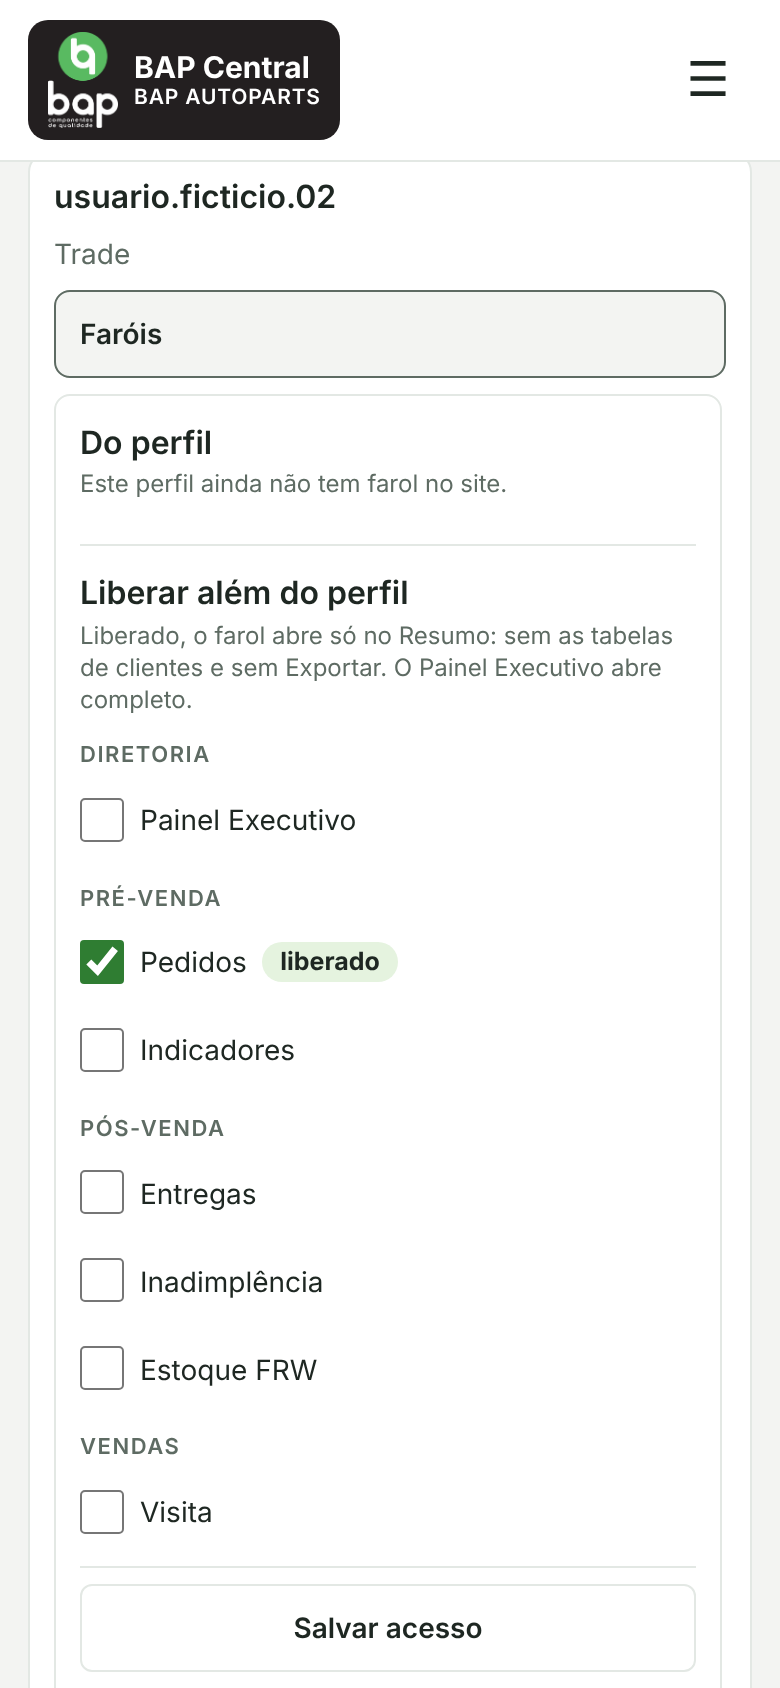 bap
componentes
de qualidade
BAP Central
BAP AUTOPARTS
usuario.ficticio.02
Trade
Faróis
Do perfil
Este perfil ainda não tem farol no site.
Liberar além do perfil
Liberado, o farol abre só no Resumo: sem as tabelas
de clientes e sem Exportar. O Painel Executivo abre
completo.
DIRETORIA
Painel Executivo
PRÉ-VENDA
Pedidos liberado
Indicadores
PÓS-VENDA
Entregas
Inadimplência
Estoque FRW
VENDAS
Visita
Salvar acesso